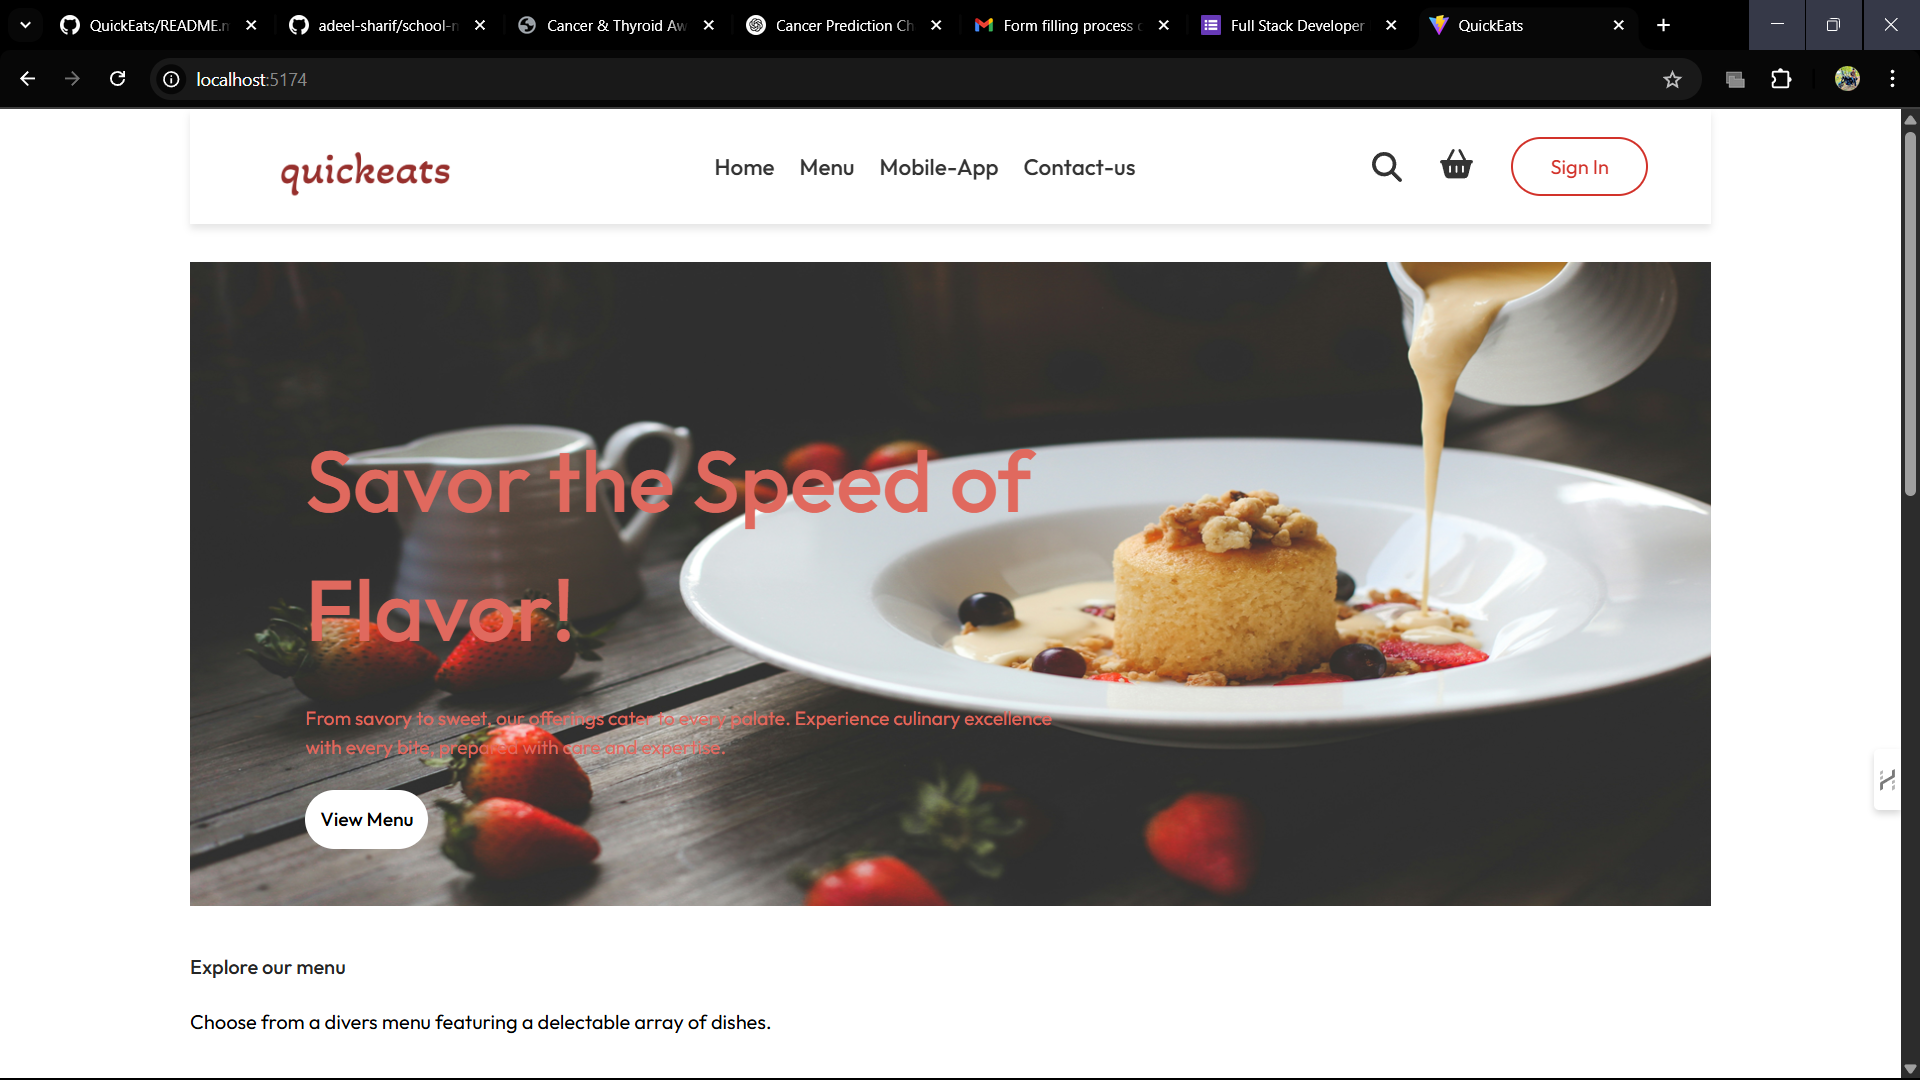 QuickEats/README.m
adeel-sharif/school-n
Cancer & Thyroid Aw
Cancer Prediction Ch
Form filling process o
Full Stack Developer
QuickEats
localhost:5174
quickeats
Home
Menu
Mobile-App
Contact-us
Sign In
Savor the Speed of
Flavor!
From savory to sweet, our offerings cater to every palate. Experience culinary excellence
with every bite, prepared with care and expertise.
View Menu
Explore our menu
Choose from a divers menu featuring a delectable array of dishes.